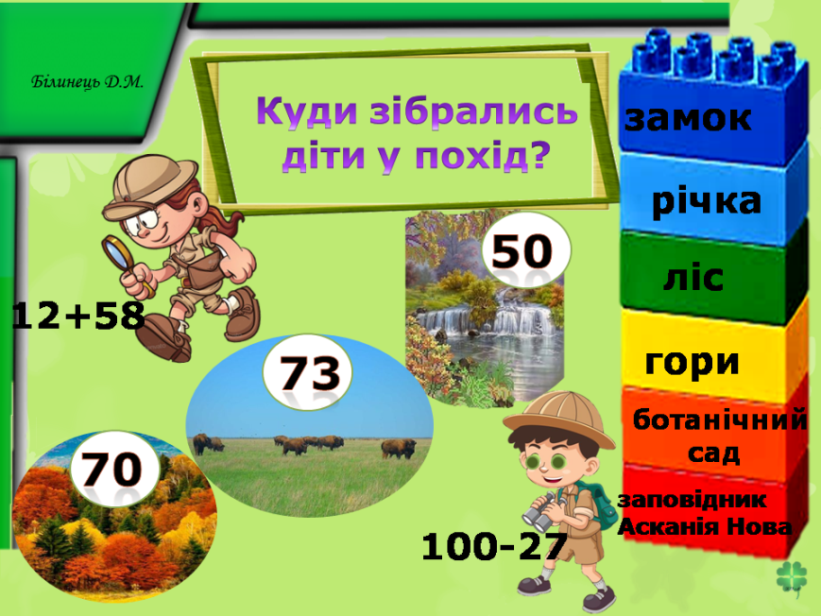 Білинець Д.М.
Куди зібрались
діти у похід?
замок
річка
ліс
гори
ботанічний
сад
заповідник
Асканія Нова
50
12+58
73
70
100-27